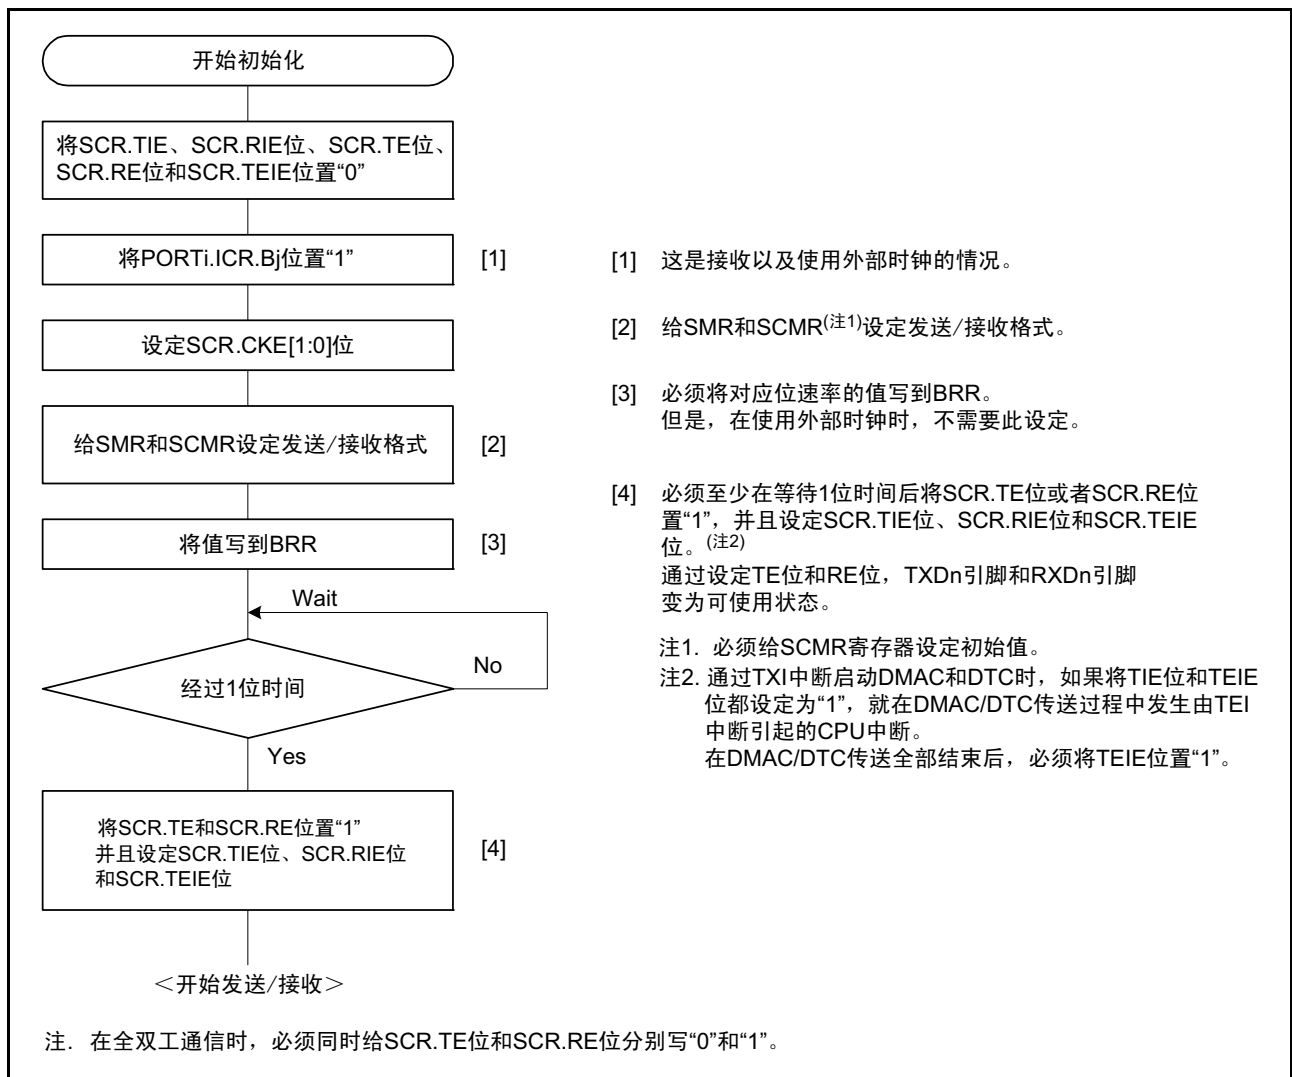 开始初始化
将SCR.TIE、SCR.RIE位、SCR.TE位、
SCR.RE位和SCR.TEIE位置“0”
将PORTi.ICR.Bj位置“1”
[1]
设定SCR.CKE[1:0]位
给SMR和SCMR设定发送/接收格式
[2]
将值写到BRR
[3]
Wait
经过1位时间
No
Yes
将SCR.TE和SCR.RE位置“1”
并且设定SCR.TIE位、SCR.RIE位
和SCR.TEIE位
[4]
＜开始发送/接收＞
[1] 这是接收以及使用外部时钟的情况。
[2] 给SMR和SCMR(注1)设定发送/接收格式。
[3] 必须将对应位速率的值写到BRR。
但是，在使用外部时钟时，不需要此设定。
[4] 必须至少在等待1位时间后将SCR.TE位或者SCR.RE位
置“1”，并且设定SCR.TIE位、SCR.RIE位和SCR.TEIE
位。(注2)
通过设定TE位和RE位，TXDn引脚和RXDn引脚
变为可使用状态。
注1. 必须给SCMR寄存器设定初始值。
注2. 通过TXI中断启动DMAC和DTC时，如果将TIE位和TEIE
位都设定为“1”，就在DMAC/DTC传送过程中发生由TEI
中断引起的CPU中断。
在DMAC/DTC传送全部结束后，必须将TEIE位置“1”。
注. 在全双工通信时，必须同时给SCR.TE位和SCR.RE位分别写“0”和“1”。